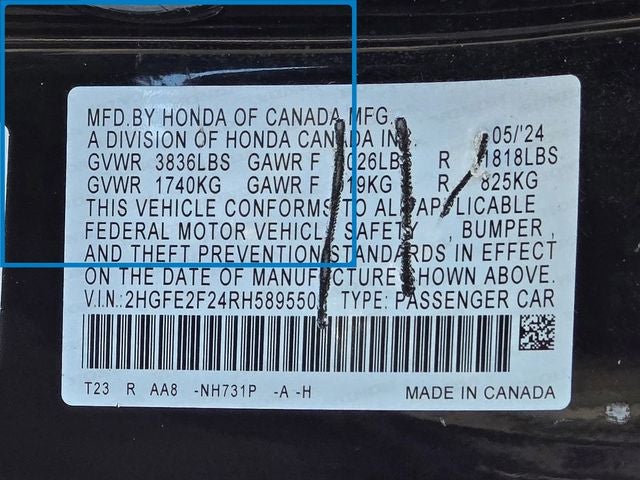 MFD.BY HONDA OF CANADA MFG.
A DIVISION OF HONDA CANADA INC. 05/'24
GVWR 3836LBS GAWR F R 1818LBS
GVWR 1740KG GAWR F R 825KG
THIS VEHICLE CONFORMS TO ALL APPLICABLE
FEDERAL MOTOR VEHICLE SAFETY , BUMPER ,
AND THEFT PREVENTION STANDARDS IN EFFECT
ON THE DATE OF MANUFACTURE SHOWN ABOVE.
V.I.N.:2HGFE2F24RH589550 TYPE: PASSENGER CAR
T23 R AA8 -NH731P -A -H MADE IN CANADA